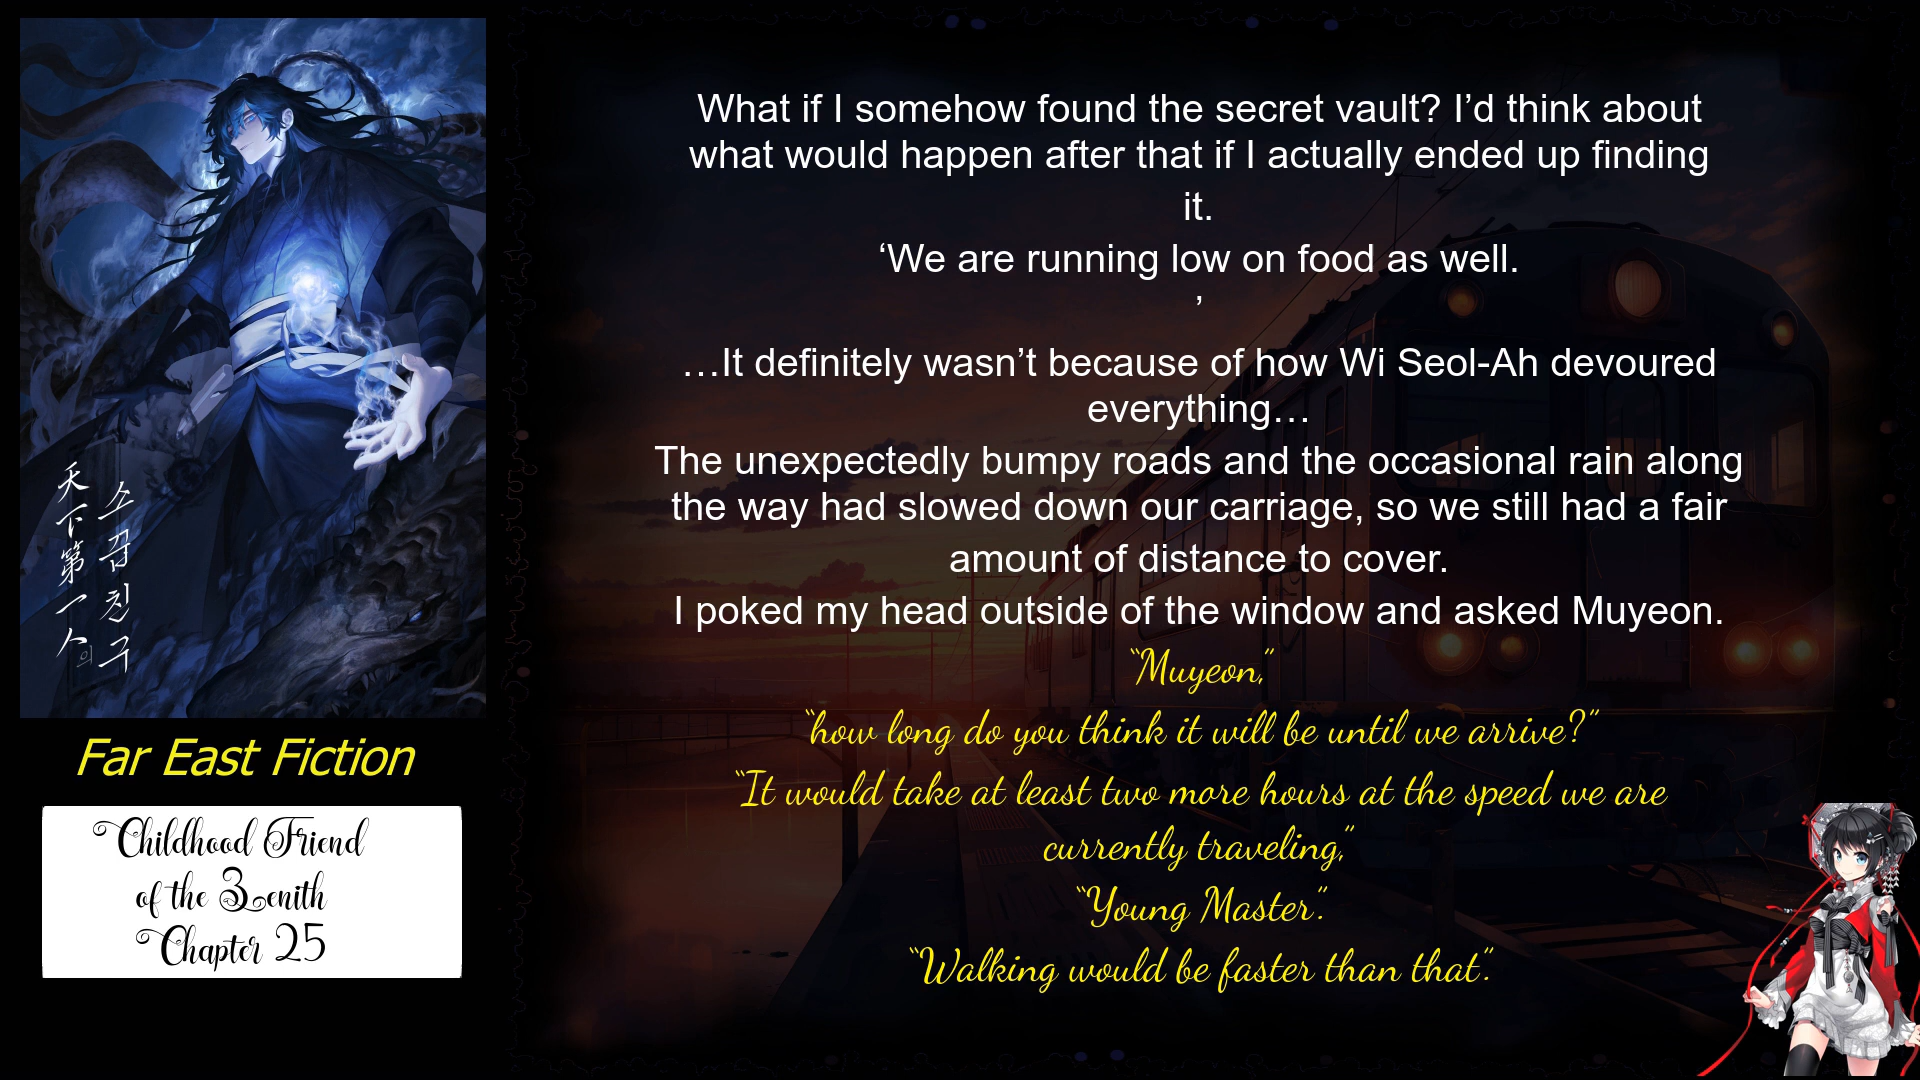 What if I somehow found the secret vault? I’d think about
what would happen after that if I actually ended up finding
it.
‘We are running low on food as well.
’
…It definitely wasn’t because of how Wi Seol-Ah devoured
everything…
The unexpectedly bumpy roads and the occasional rain along
the way had slowed down our carriage, so we still had a fair
amount of distance to cover.
I poked my head outside of the window and asked Muyeon.
“Muyeon,”
“how long do you think it will be until we arrive?”
“It would take at least two more hours at the speed we are
currently traveling,”
“Young Master”.
“Walking would be faster than that”.
天下第一人의
소꿉친구
Far East Fiction
Childhood Friend
of the Zenith
Chapter 25